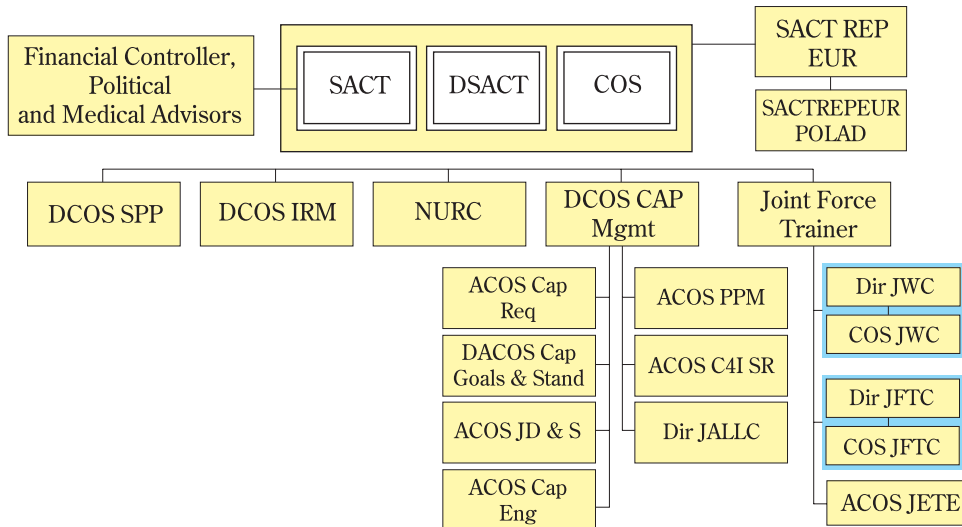 Financial Controller,
Political
and Medical Advisors
SACT
DSACT
COS
SACT REP
EUR
SACTREPEUR
POLAD
DCOS SPP
DCOS IRM
NURC
DCOS CAP
Mgmt
Joint Force
Trainer
ACOS Cap
Req
DACOS Cap
Goals & Stand
ACOS JD & S
ACOS Cap
Eng
ACOS PPM
ACOS C4I SR
Dir JALLC
Dir JWC
COS JWC
Dir JFTC
COS JFTC
ACOS JETE